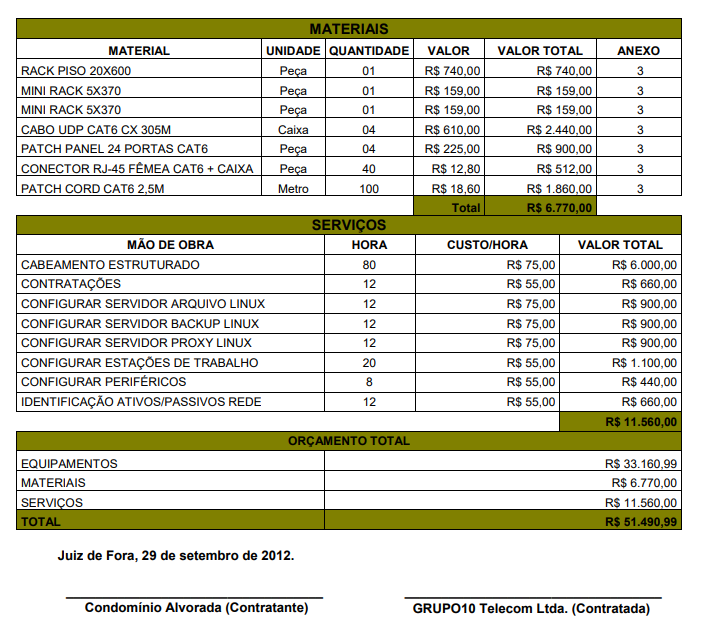 MATERIAIS
MATERIAL UNIDADE QUANTIDADE VALOR VALOR TOTAL ANEXO
RACK PISO 20X600 Peça 01 R$ 740,00 R$ 740,00 3
MINI RACK 5X370 Peça 01 R$ 159,00 R$ 159,00 3
MINI RACK 5X370 Peça 01 R$ 159,00 R$ 159,00 3
CABO UDP CAT6 CX 305M Caixa 04 R$ 610,00 R$ 2.440,00 3
PATCH PANEL 24 PORTAS CAT6 Peça 04 R$ 225,00 R$ 900,00 3
CONECTOR RJ-45 FÊMEA CAT6 + CAIXA Peça 40 R$ 12,80 R$ 512,00 3
PATCH CORD CAT6 2,5M Metro 100 R$ 18,60 R$ 1.860,00 3
Total R$ 6.770,00
SERVIÇOS
MÃO DE OBRA HORA CUSTO/HORA VALOR TOTAL
CABEAMENTO ESTRUTURADO 80 R$ 75,00 R$ 6.000,00
CONTRATAÇÕES 12 R$ 55,00 R$ 660,00
CONFIGURAR SERVIDOR ARQUIVO LINUX 12 R$ 75,00 R$ 900,00
CONFIGURAR SERVIDOR BACKUP LINUX 12 R$ 75,00 R$ 900,00
CONFIGURAR SERVIDOR PROXY LINUX 12 R$ 75,00 R$ 900,00
CONFIGURAR ESTAÇÕES DE TRABALHO 20 R$ 55,00 R$ 1.100,00
CONFIGURAR PERIFÉRICOS 8 R$ 55,00 R$ 440,00
IDENTIFICAÇÃO ATIVOS/PASSIVOS REDE 12 R$ 55,00 R$ 660,00
R$ 11.560,00
ORÇAMENTO TOTAL
EQUIPAMENTOS R$ 33.160,99
MATERIAIS R$ 6.770,00
SERVIÇOS R$ 11.560,00
TOTAL R$ 51.490,99
Juiz de Fora, 29 de setembro de 2012.
Condomínio Alvorada (Contratante) GRUPO10 Telecom Ltda. (Contratada)